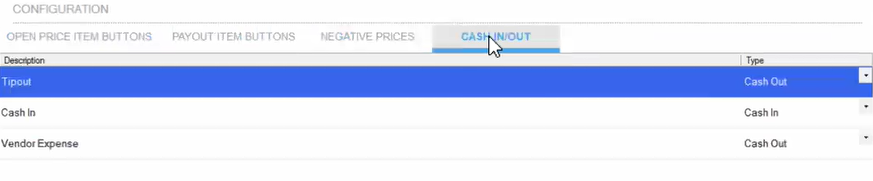 CONFIGURATION
OPEN PRICE ITEM BUTTONS PAYOUT ITEM BUTTONS NEGATIVE PRICES CASH IN/OUT
Description Type
Tipout Cash Out
Cash In Cash In
Vendor Expense Cash Out